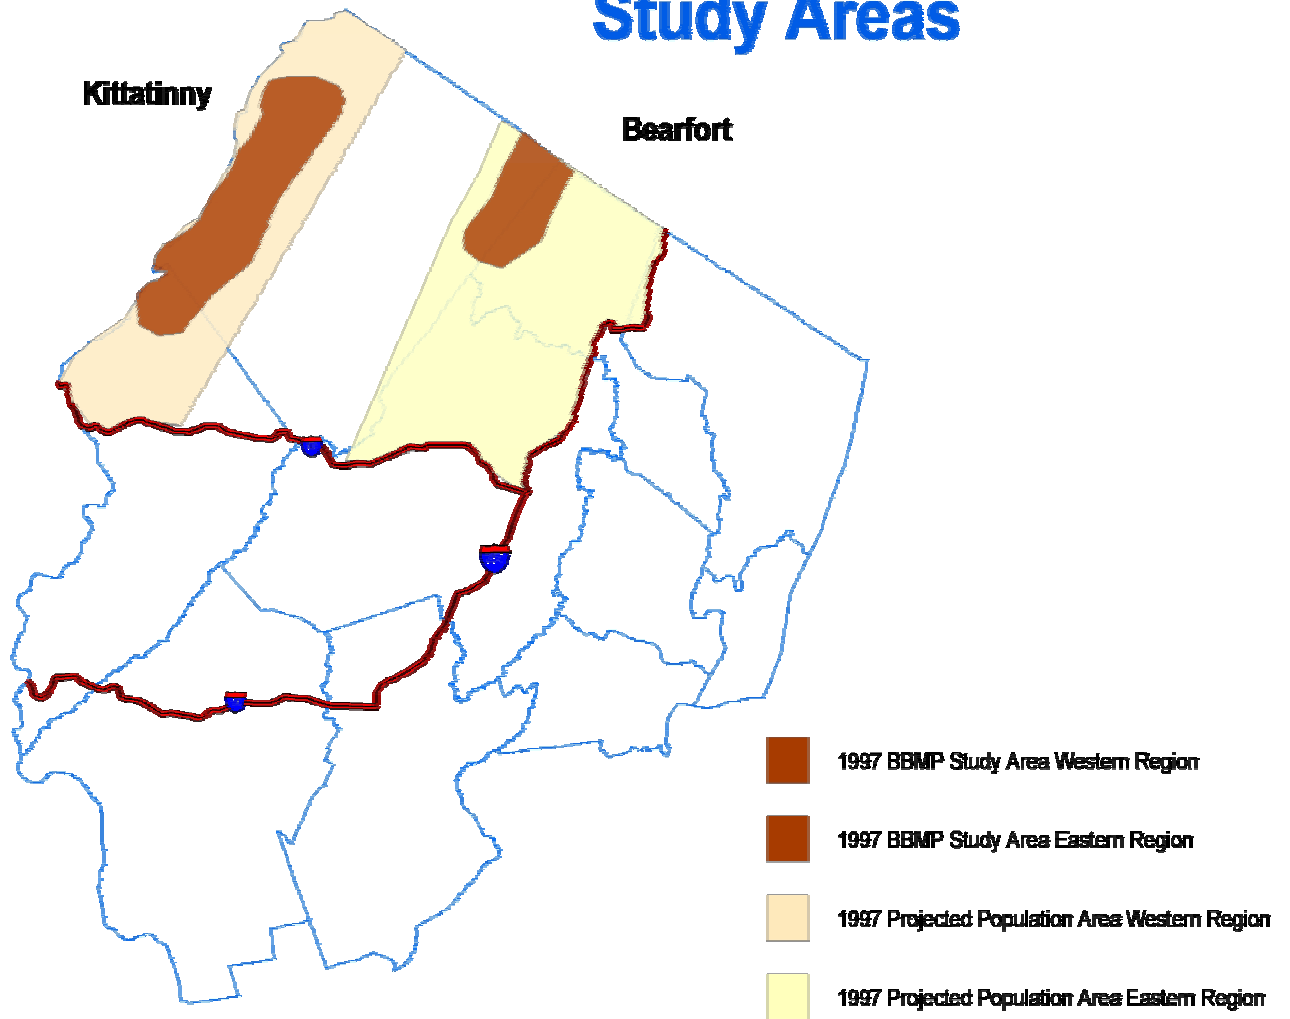 Study Areas
Kittatinny
Bearfort
1997 BBMP Study Area Western Region
1997 BBMP Study Area Eastern Region
1997 Projected Population Area Western Region
1997 Projected Population Area Eastern Region